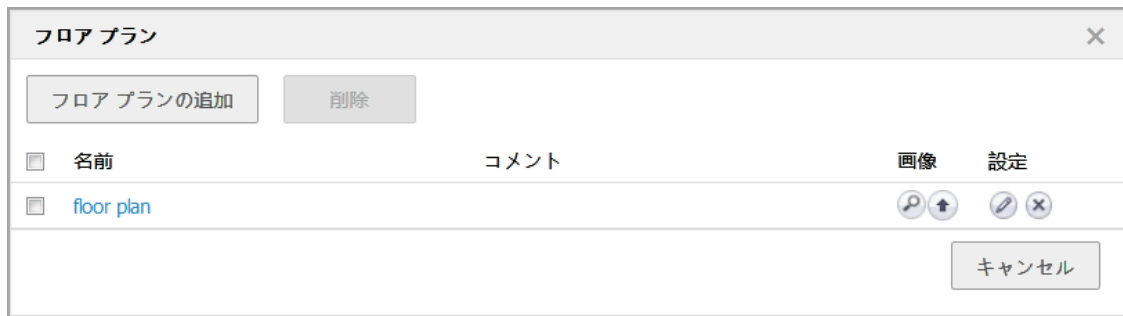 フロア プラン
フロア プランの追加 削除
名前 コメント 画像 設定
floor plan
キャンセル